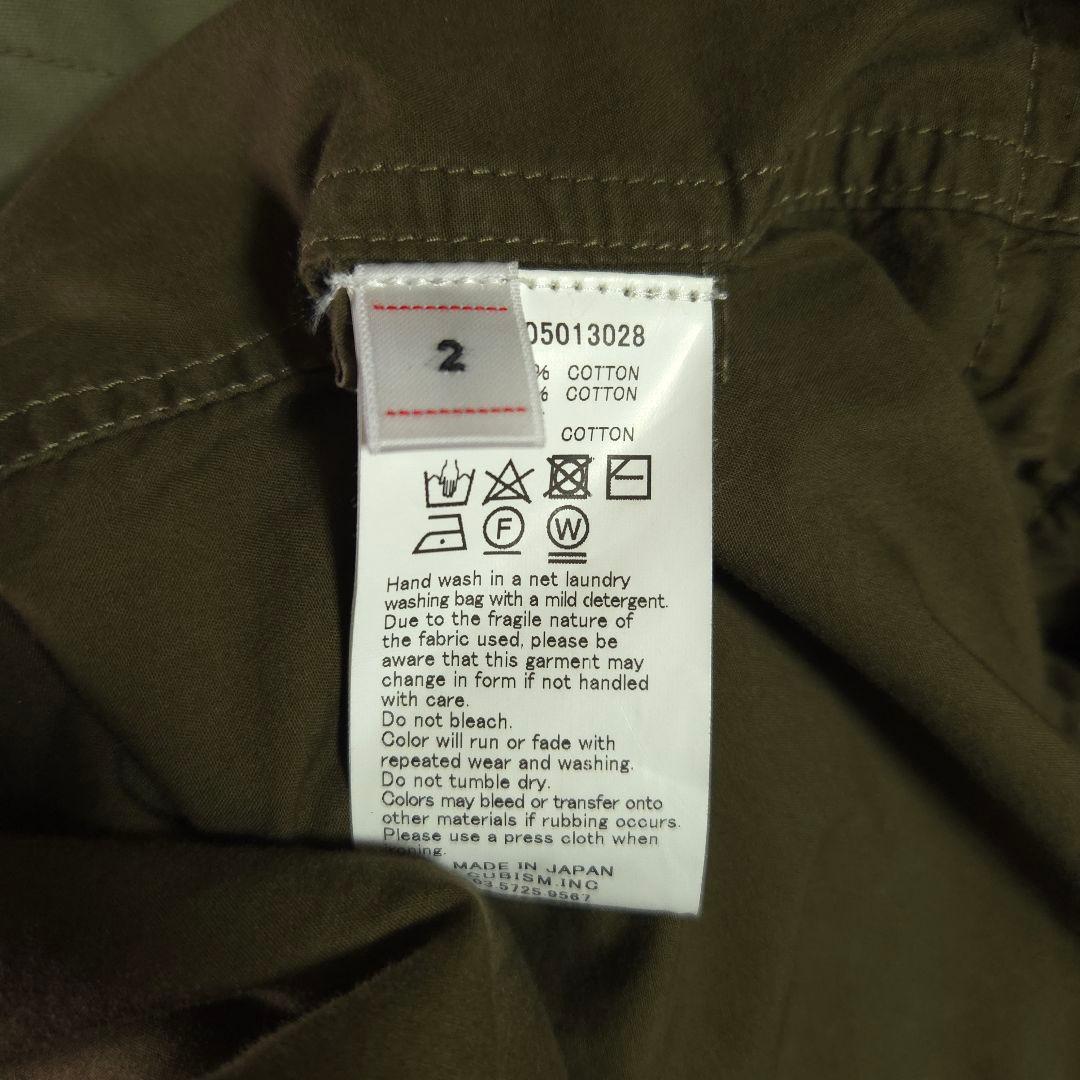 2
05013028
% COTTON
% COTTON
COTTON
F
W
Hand wash in a net laundry
washing bag with a mild detergent.
Due to the fragile nature of
the fabric used, please be
aware that this garment may
change in form if not handled
with care.
Do not bleach.
Color will run or fade with
repeated wear and washing.
Do not tumble dry.
Colors may bleed or transfer onto
other materials if rubbing occurs.
Please use a press cloth when
ironing.
MADE IN JAPAN
CUBISM.INC
03 5725 9567